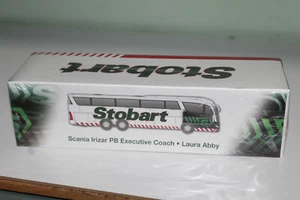 Stobart
Stobart
Scania Irizar PB Executive Coach • Laura Abby